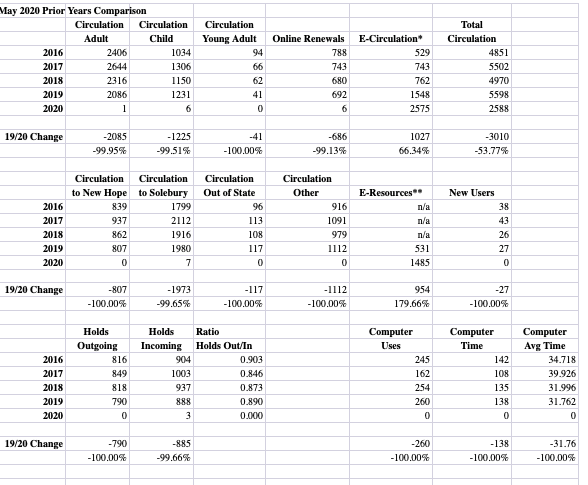 May 2020 Prior Years Comparison
Circulation Circulation Circulation Total
Adult Child Young Adult Online Renewals E-Circulation* Circulation
2016 2406 1034 94 788 529 4851
2017 2644 1306 66 743 743 5502
2018 2316 1150 62 680 762 4970
2019 2086 1231 41 692 1548 5598
2020 1 6 0 6 2575 2588
19/20 Change -2085 -1225 -41 -686 1027 -3010
-99.95% -99.51% -100.00% -99.13% 66.34% -53.77%
Circulation Circulation Circulation Circulation
to New Hope to Solebury Out of State Other E-Resources** New Users
2016 839 1799 96 916 n/a 38
2017 937 2112 113 1091 n/a 43
2018 862 1916 108 979 n/a 26
2019 807 1980 117 1112 531 27
2020 0 7 0 0 1485 0
19/20 Change -807 -1973 -117 -1112 954 -27
-100.00% -99.65% -100.00% -100.00% 179.66% -100.00%
Holds Holds Ratio Computer Computer Computer
Outgoing Incoming Holds Out/In Uses Time Avg Time
2016 816 904 0.903 245 142 34.718
2017 849 1003 0.846 162 108 39.926
2018 818 937 0.873 254 135 31.996
2019 790 888 0.890 260 138 31.762
2020 0 3 0.000 0 0 0
19/20 Change -790 -885 -260 -138 -31.76
-100.00% -99.66% -100.00% -100.00% -100.00%